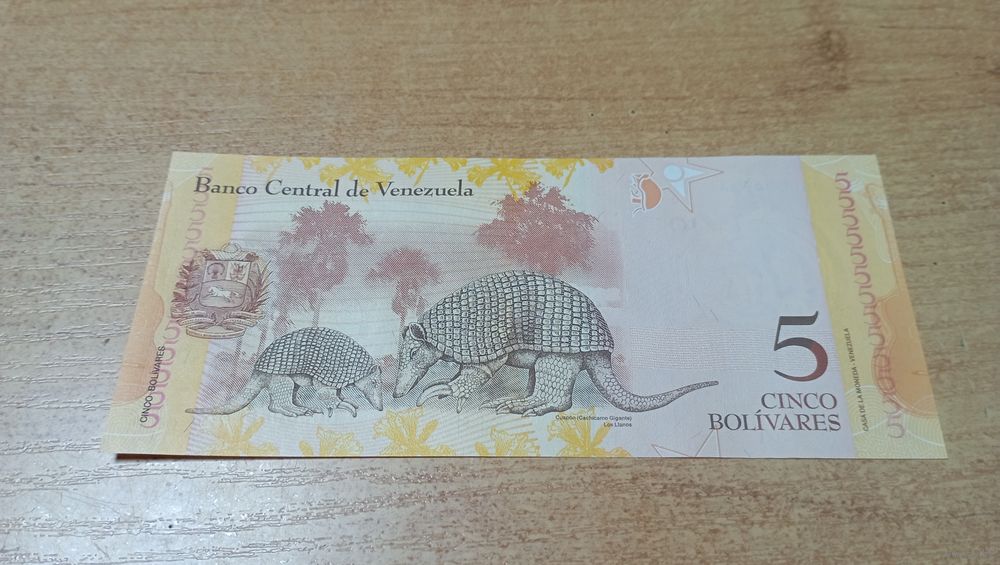 Banco Central de Venezuela
CINCO BOLÍVARES
5
CINCO
BOLÍVARES
Cuspón (Cachicamo Gigante)
Los Llanos
CASA DE LA MONEDA - VENEZUELA